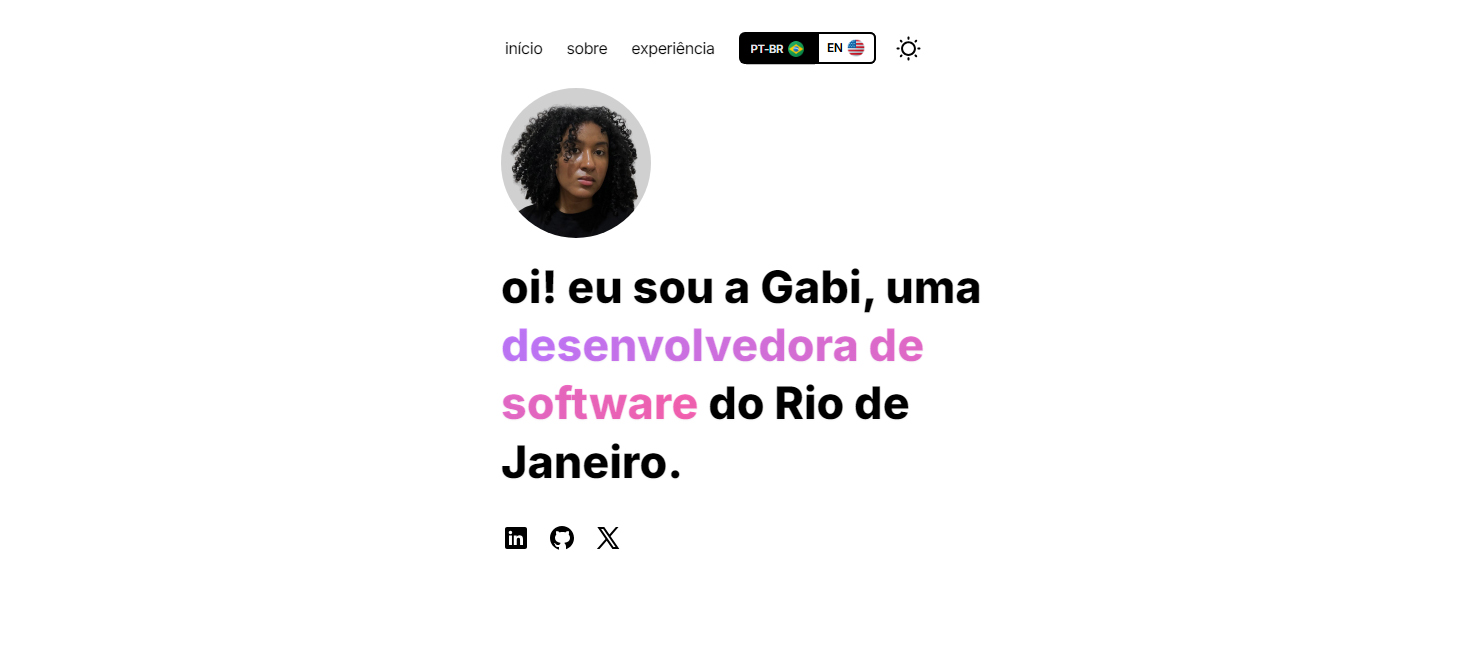 início sobre experiência PT-BR EN
oi! eu sou a Gabi, uma
desenvolvedora de
software do Rio de
Janeiro.